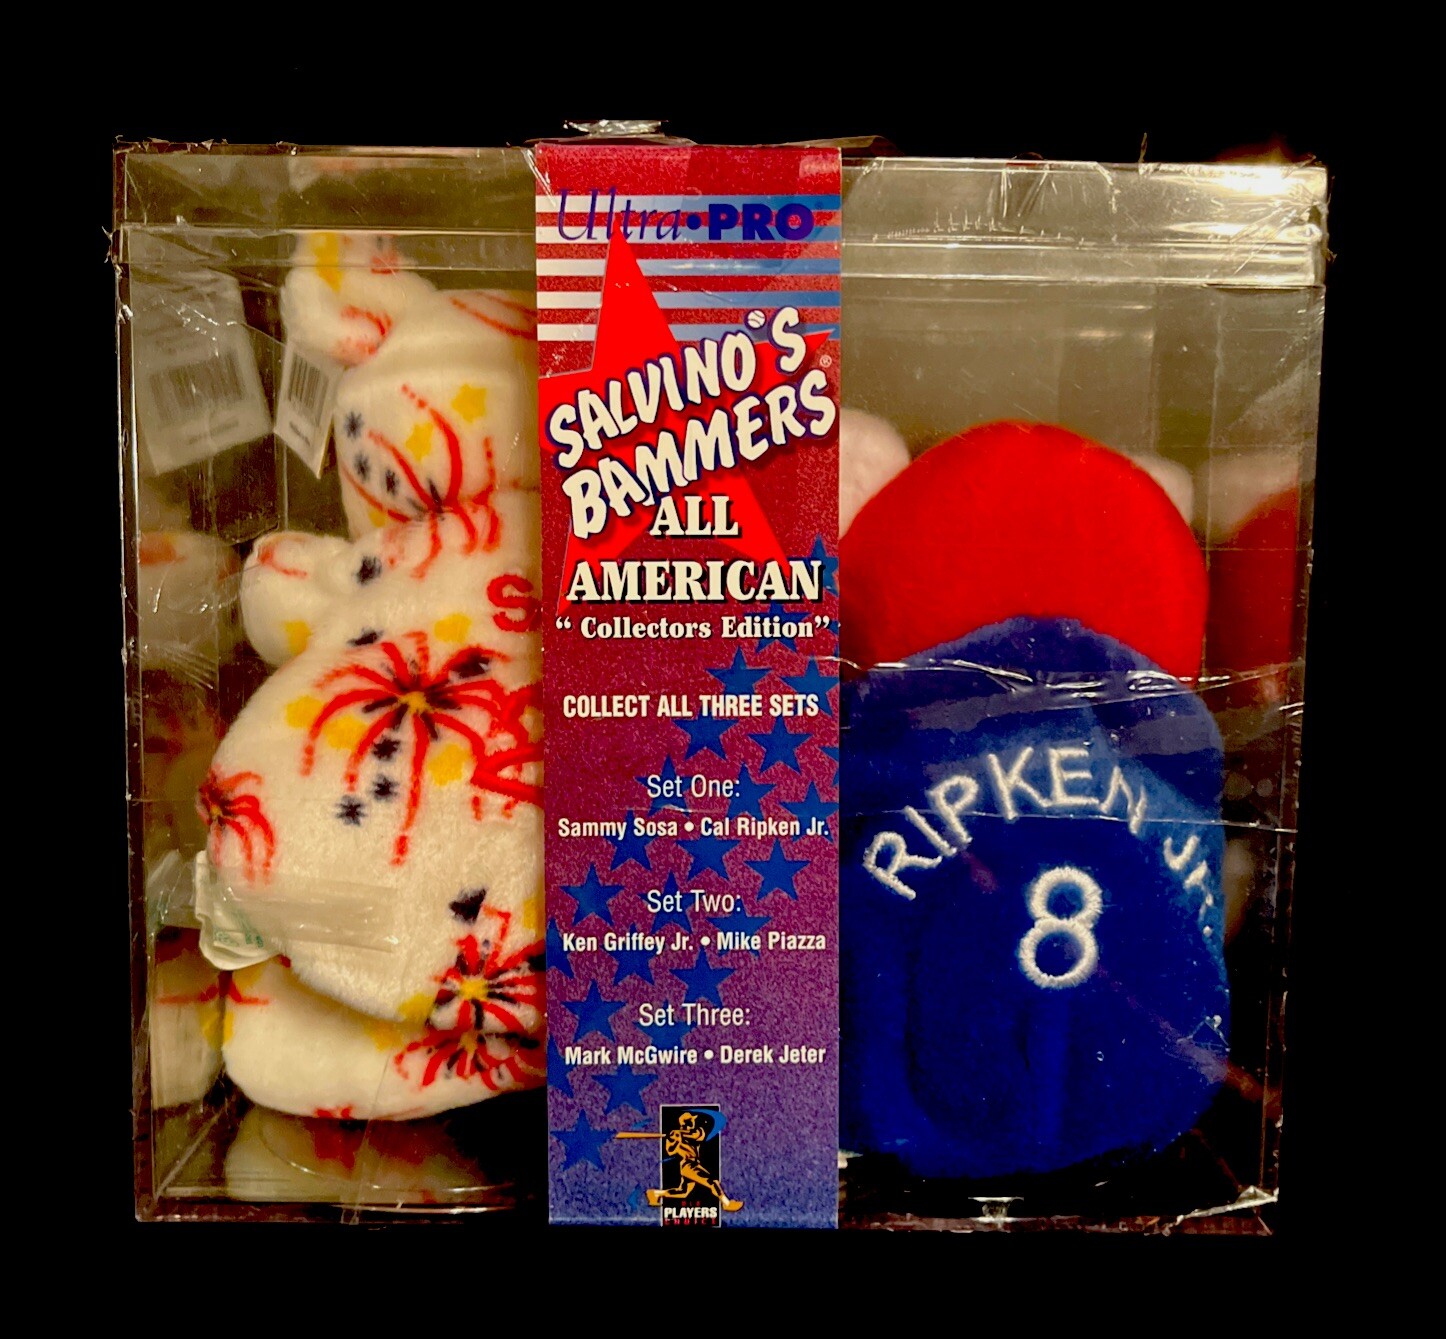 Ultra•PRO
SALVINO'S
BAMMERS®
ALL
AMERICAN
“ Collectors Edition”
COLLECT ALL THREE SETS
Set One:
Sammy Sosa • Cal Ripken Jr.
Set Two:
Ken Griffey Jr. • Mike Piazza
Set Three:
Mark McGwire • Derek Jeter
PLAYERS
CHOICE
S
RIPKEN JR.
8